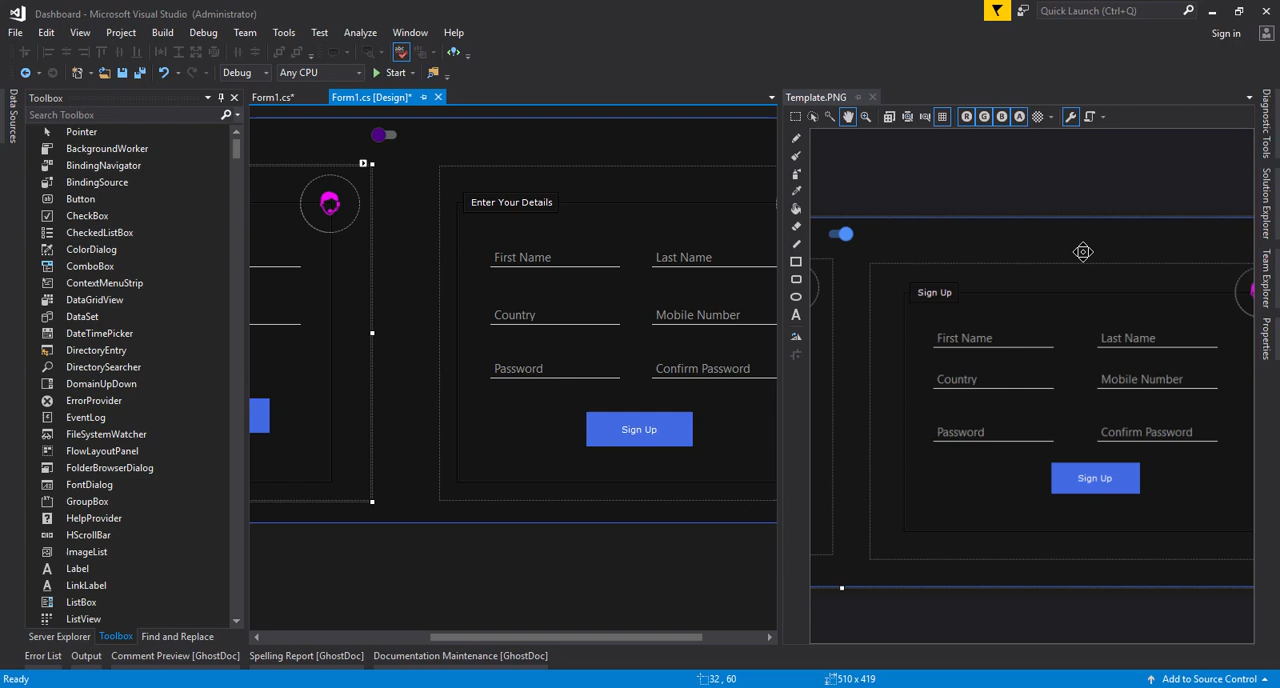 Dashboard - Microsoft Visual Studio (Administrator)
Quick Launch (Ctrl+Q)
File Edit View Project Build Debug Team Tools Test Analyze Window Help
Sign in
abc
Debug Any CPU Start
Data Sources
Toolbox
Search Toolbox
Pointer
BackgroundWorker
BindingNavigator
BindingSource
Button
CheckBox
CheckedListBox
ColorDialog
ComboBox
ContextMenuStrip
DataGridView
DataSet
DateTimePicker
DirectoryEntry
DirectorySearcher
DomainUpDown
ErrorProvider
EventLog
FileSystemWatcher
FlowLayoutPanel
FolderBrowserDialog
FontDialog
GroupBox
HelpProvider
HScrollBar
ImageList
Label
LinkLabel
ListBox
ListView
Server Explorer Toolbox Find and Replace
Form1.cs* Form1.cs [Design]*
Enter Your Details
First Name Last Name
Country Mobile Number
Password Confirm Password
Sign Up
Template.PNG
R G B A
A
Sign Up
First Name Last Name
Country Mobile Number
Password Confirm Password
Sign Up
Diagnostic Tools
Solution Explorer
Team Explorer
Properties
Error List Output Comment Preview [GhostDoc] Spelling Report [GhostDoc] Documentation Maintenance [GhostDoc]
Ready 32 , 60 510 x 419 Add to Source Control